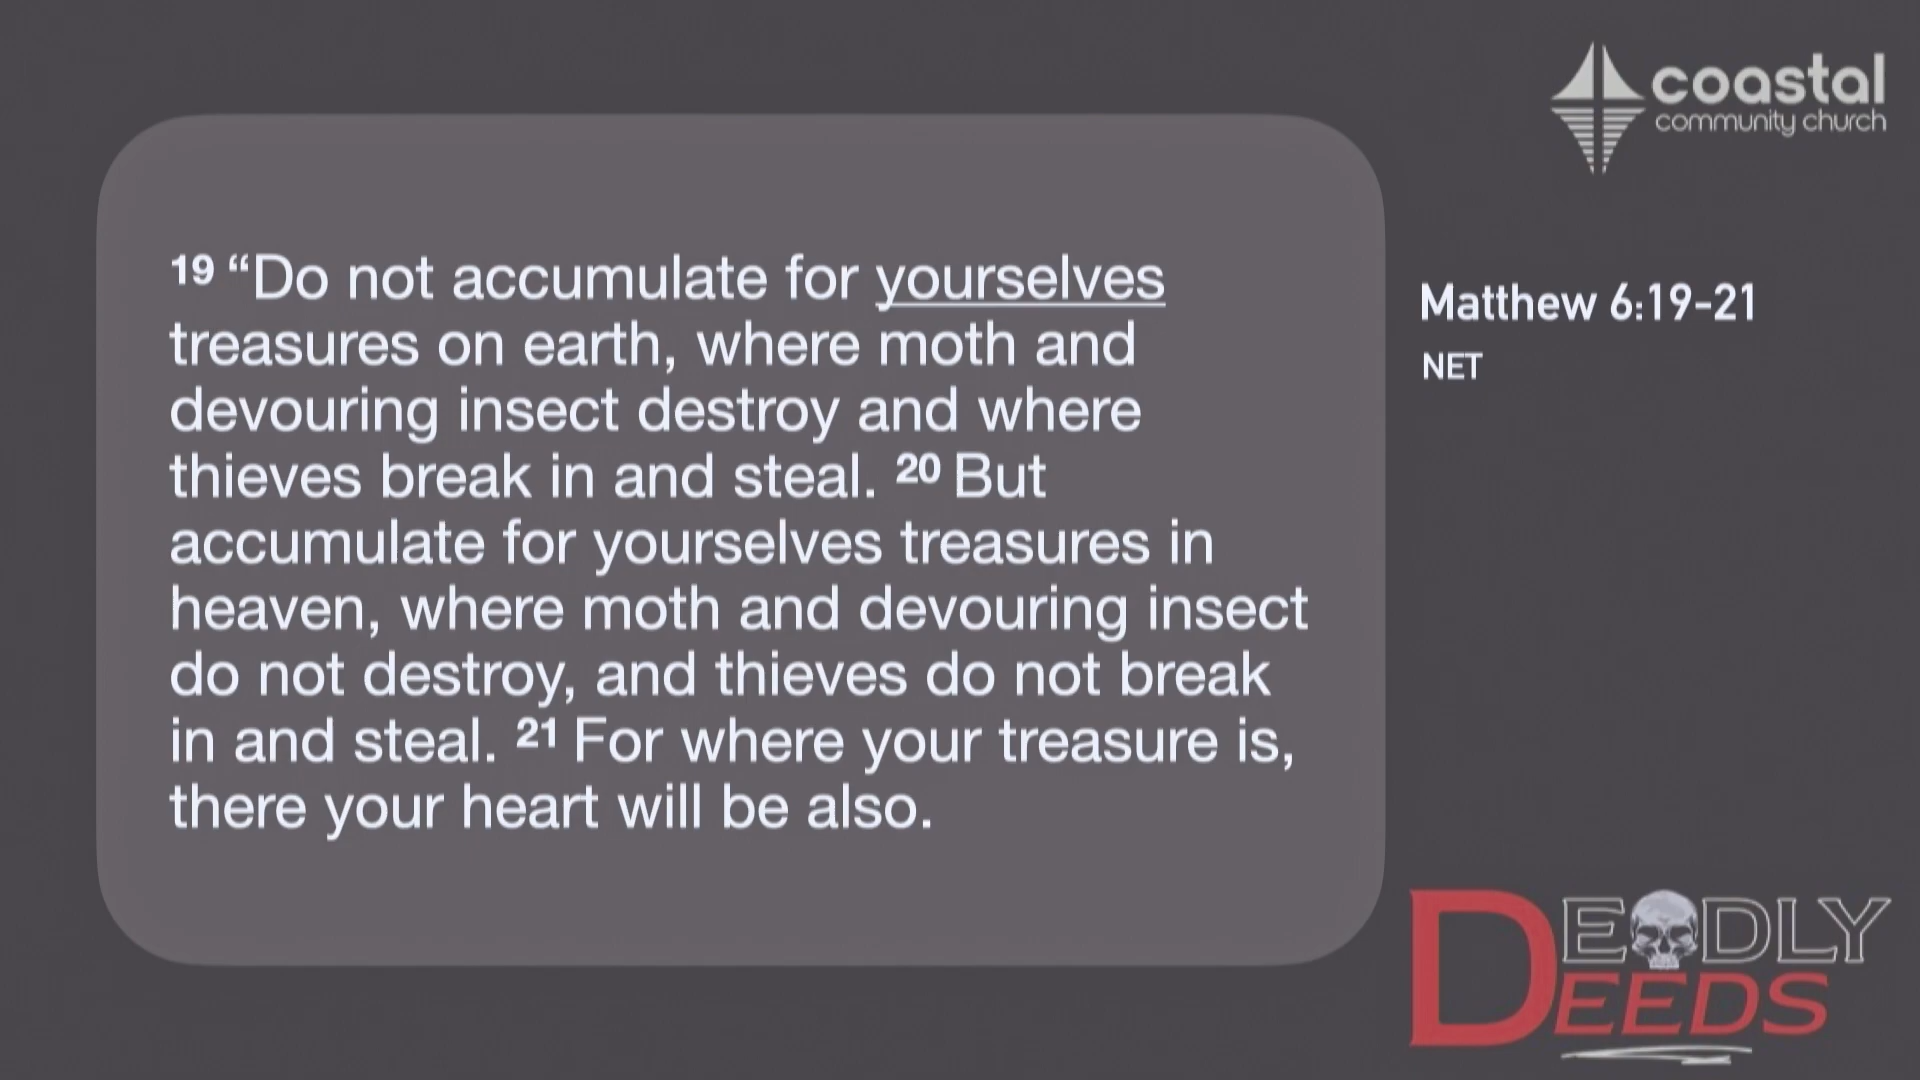 coastal
community church
19 “Do not accumulate for yourselves
treasures on earth, where moth and
devouring insect destroy and where
thieves break in and steal. 20 But
accumulate for yourselves treasures in
heaven, where moth and devouring insect
do not destroy, and thieves do not break
in and steal. 21 For where your treasure is,
there your heart will be also.
Matthew 6:19-21
NET
DEADLY
DEEDS